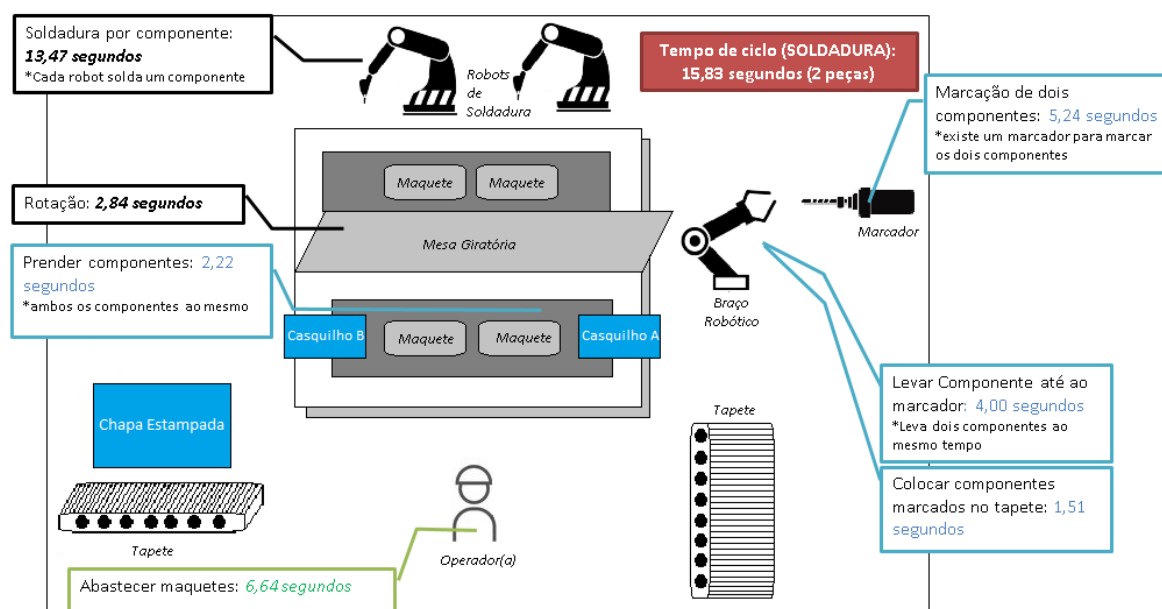 Soldadura por componente:
13,47 segundos
*Cada robot solda um componente
Robots
de
Soldadura
Tempo de ciclo (SOLDADURA):
15,83 segundos (2 peças)
Marcação de dois
componentes: 5,24 segundos
*existe um marcador para marcar
os dois componentes
Maquete
Maquete
Rotação: 2,84 segundos
Marcador
Mesa Giratória
Prender componentes: 2,22
segundos
*ambos os componentes ao mesmo
Braço
Robótico
Casquilho B
Maquete
Maquete
Casquilho A
Levar Componente até ao
marcador: 4,00 segundos
*Leva dois componentes ao
mesmo tempo
Chapa Estampada
Tapete
Colocar componentes
marcados no tapete: 1,51
segundos
Tapete
Operador(a)
Abastecer maquetes: 6,64 segundos